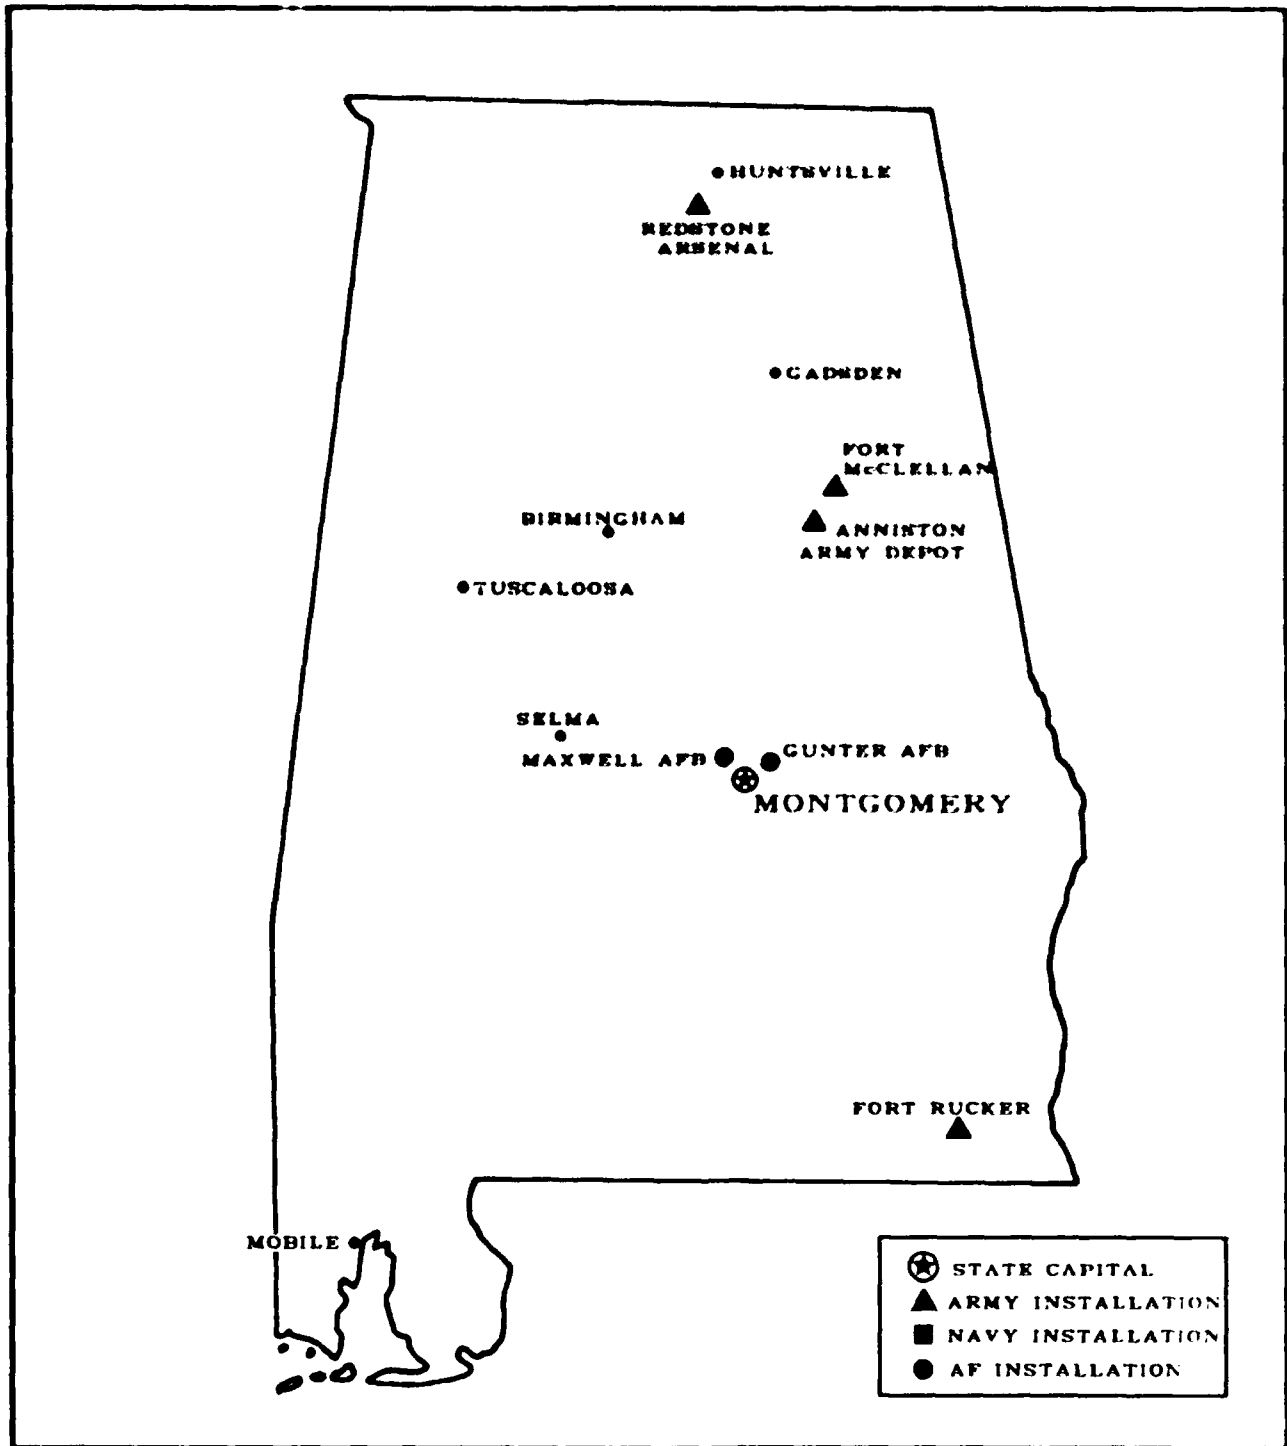 HUNTSVILLE
REDSTONE
ARSENAL
GADSDEN
FORT
McCLELLAN
BIRMINGHAM
ANNISTON
ARMY DEPOT
TUSCALOOSA
SELMA
MAXWELL AFB
GUNTER AFB
MONTGOMERY
FORT RUCKER
MOBILE
STATE CAPITAL
ARMY INSTALLATION
NAVY INSTALLATION
AF INSTALLATION